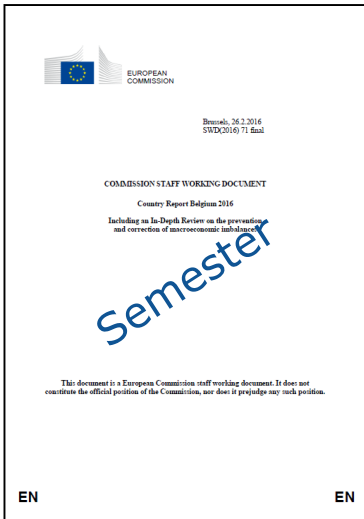 EUROPEAN
COMMISSION
Brussels, 26.2.2016
SWD(2016) 71 final
COMMISSION STAFF WORKING DOCUMENT
Country Report Belgium 2016
Including an In-Depth Review on the prevention
and correction of macroeconomic imbalances
Semester
This document is a European Commission staff working document. It does not
constitute the official position of the Commission, nor does it prejudge any such position.
EN
EN